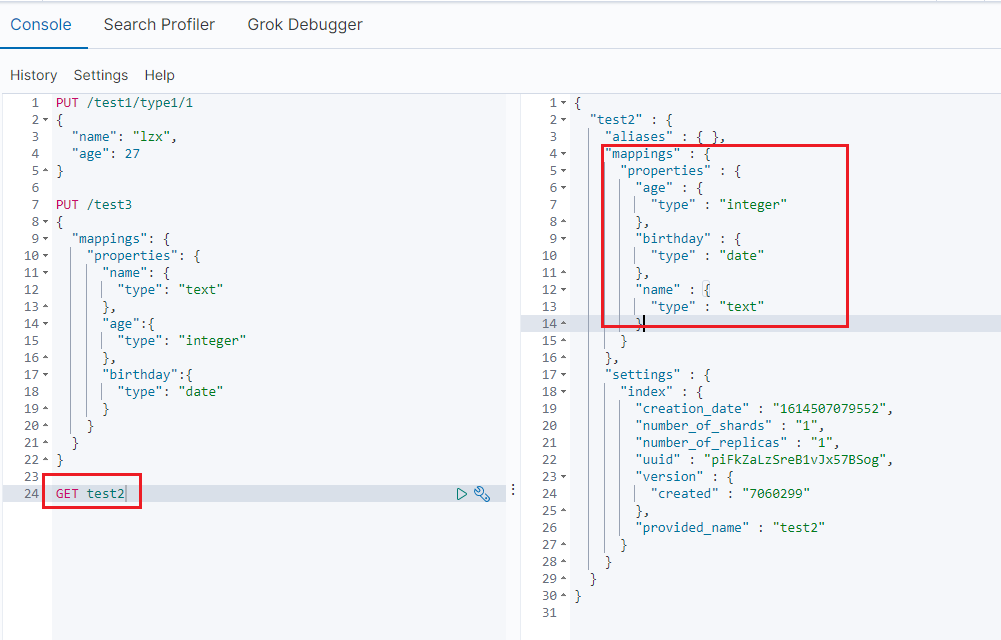 Console Search Profiler Grok Debugger
History Settings Help
1 PUT /test1/type1/1
2 {
3 "name": "lzx",
4 "age": 27
5 }
6
7 PUT /test3
8 {
9 "mappings": {
10 "properties": {
11 "name": {
12 "type": "text"
13 },
14 "age":{
15 "type": "integer"
16 },
17 "birthday":{
18 "type": "date"
19 }
20 }
21 }
22 }
23
24 GET test2
1 {
2 "test2" : {
3 "aliases" : { },
4 "mappings" : {
5 "properties" : {
6 "age" : {
7 "type" : "integer"
8 },
9 "birthday" : {
10 "type" : "date"
11 },
12 "name" : {
13 "type" : "text"
14 }
15 }
16 },
17 "settings" : {
18 "index" : {
19 "creation_date" : "1614507079552",
20 "number_of_shards" : "1",
21 "number_of_replicas" : "1",
22 "uuid" : "piFkZaLzSreB1vJx57BSog",
23 "version" : {
24 "created" : "7060299"
25 },
26 "provided_name" : "test2"
27 }
28 }
29 }
30 }
31